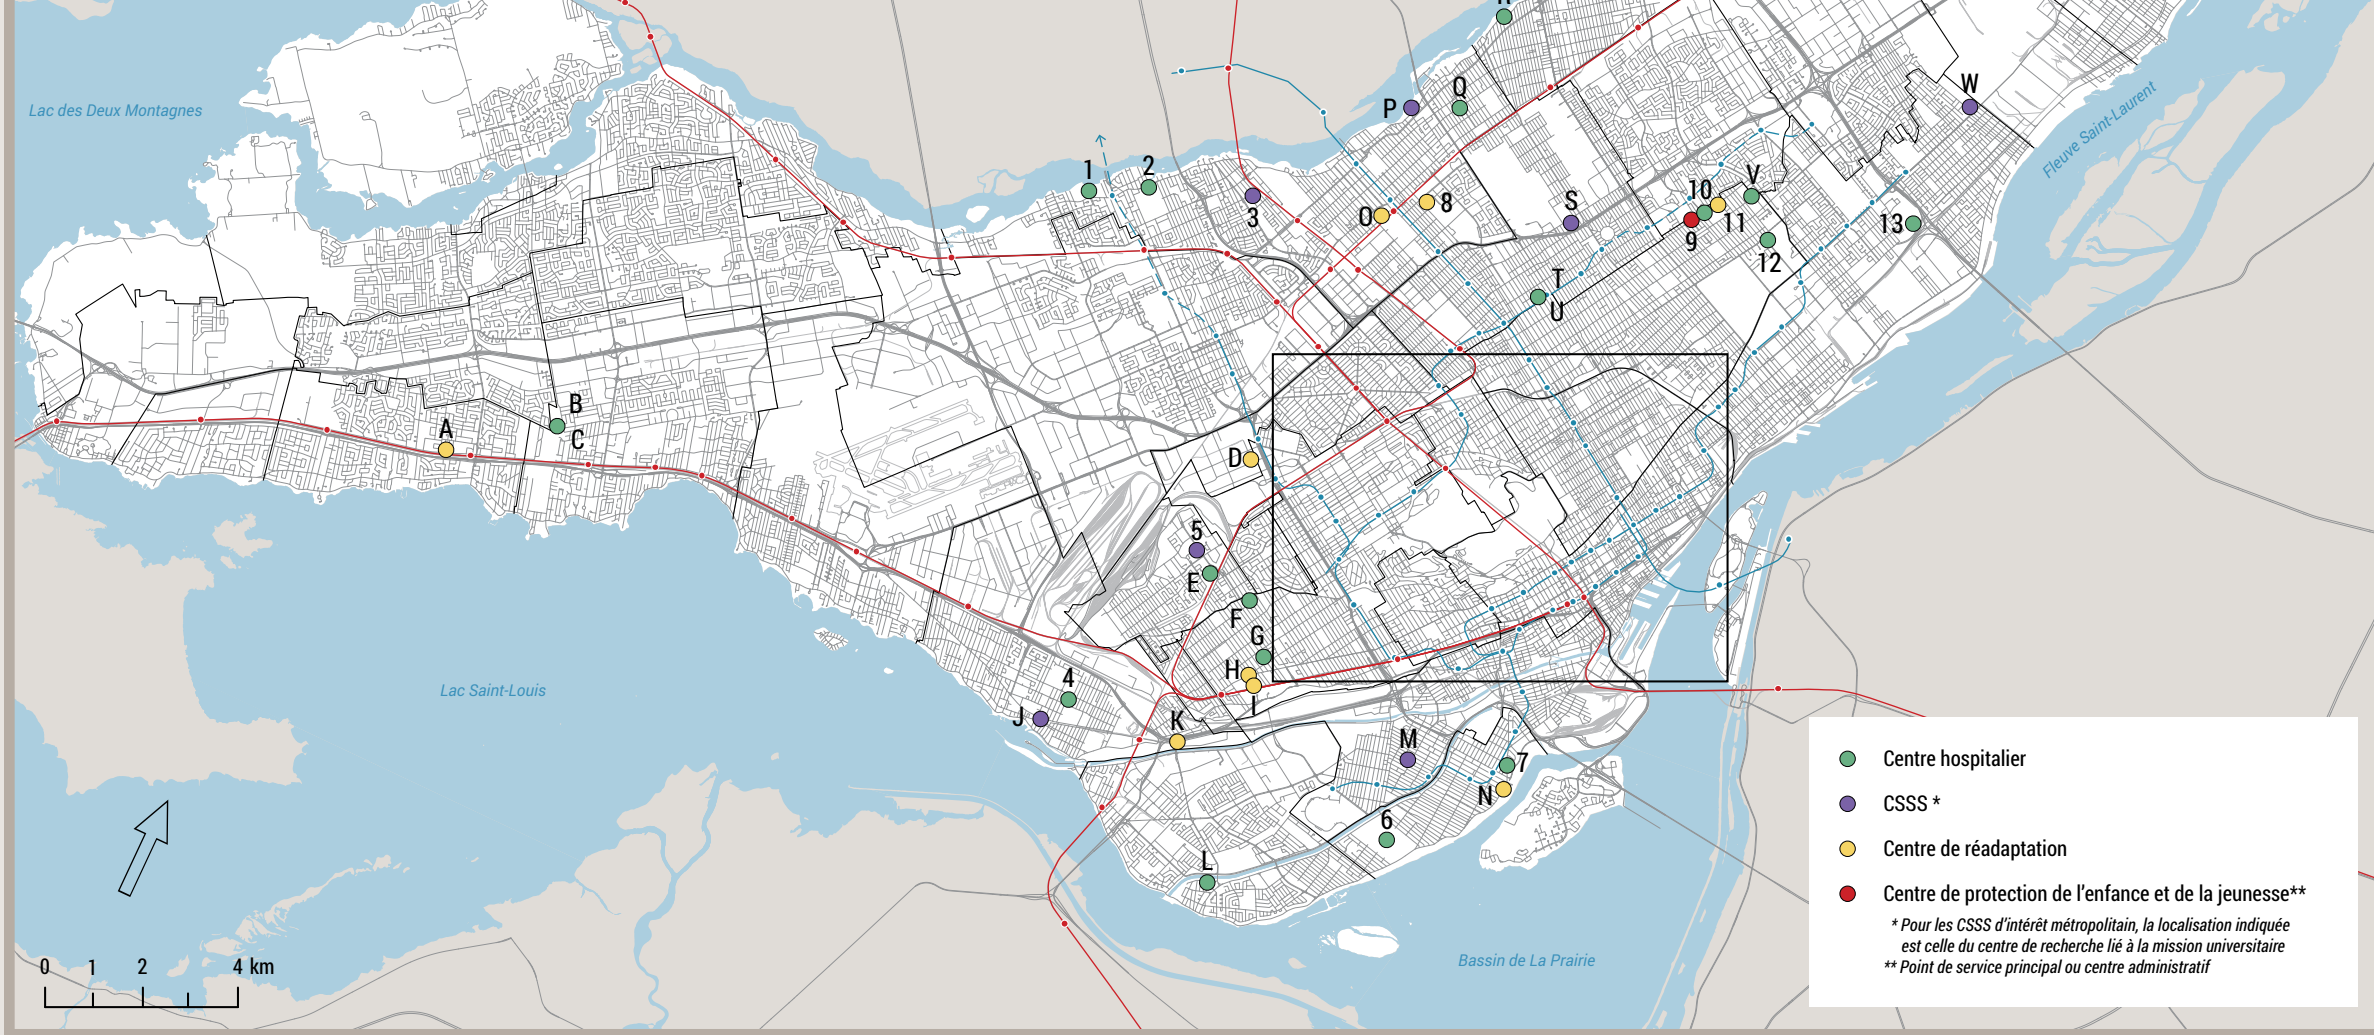 Lac des Deux Montagnes
P
Q
W
Fleuve Saint-Laurent
1
2
3
O
8
S
10
V
9
11
12
13
T
U
A
B
C
D
5
E
F
G
H
I
4
J
K
M
7
N
6
L
Lac Saint-Louis
Bassin de La Prairie
0 1 2 4 km
Centre hospitalier
CSSS *
Centre de réadaptation
Centre de protection de l'enfance et de la jeunesse**
* Pour les CSSS d'intérêt métropolitain, la localisation indiquée
est celle du centre de recherche lié à la mission universitaire
** Point de service principal ou centre administratif